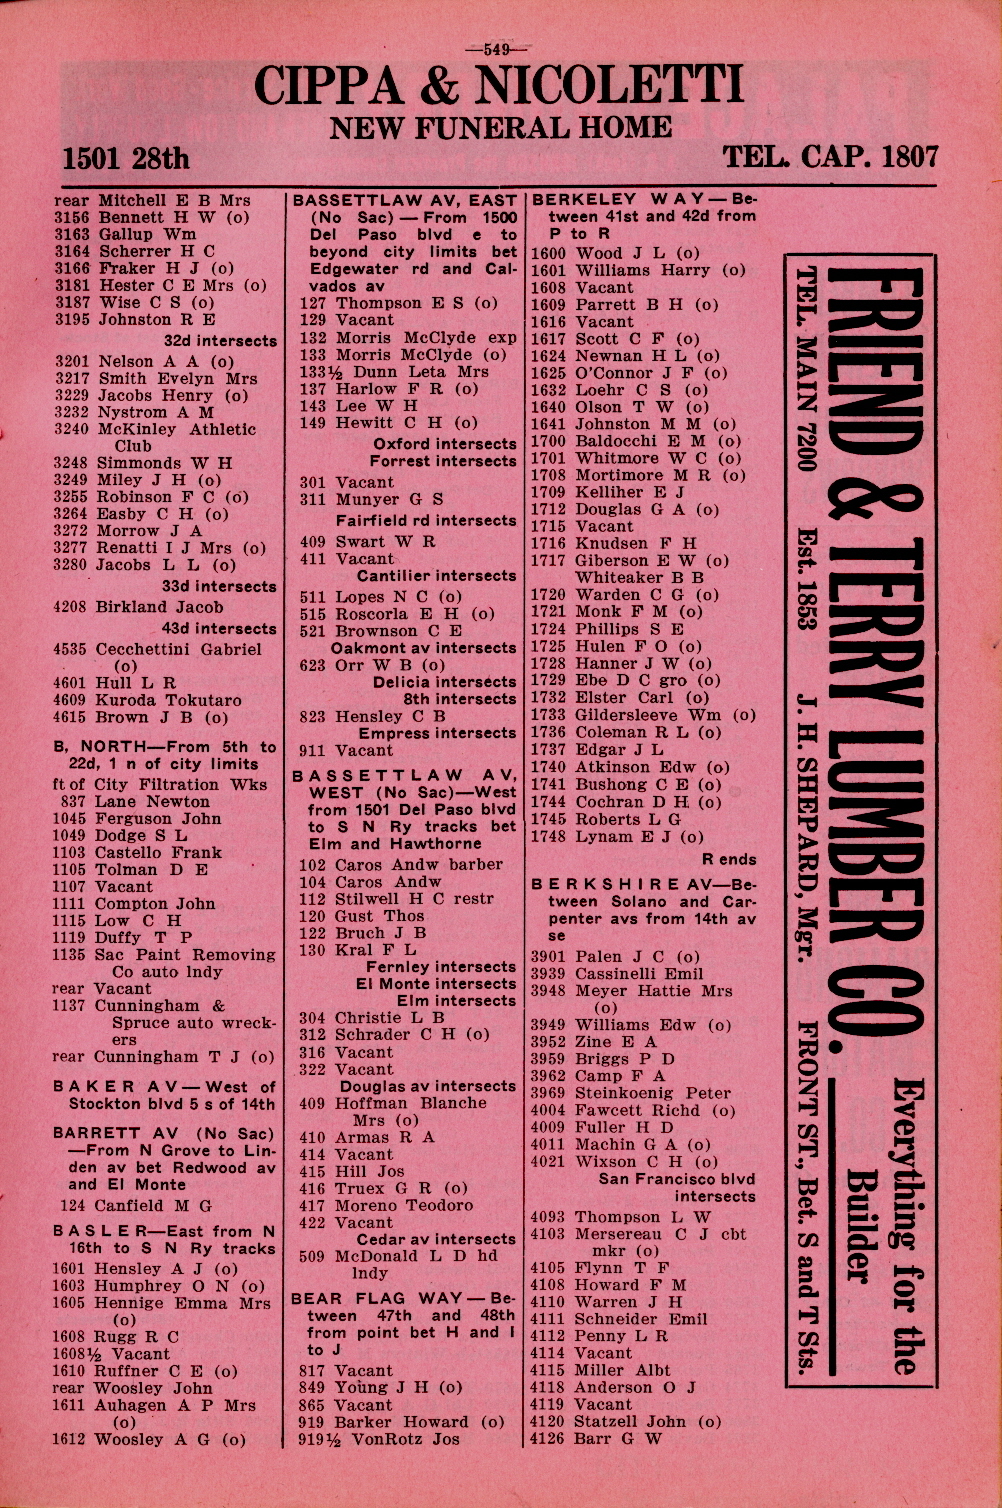 —549—
CIPPA & NICOLETTI
NEW FUNERAL HOME
1501 28th
TEL. CAP. 1807
rear Mitchell E B Mrs
3156 Bennett H W (o)
3163 Gallup Wm
3164 Scherrer H C
3166 Fraker H J (o)
3181 Hester C E Mrs (o)
3187 Wise C S (o)
3195 Johnston R E
32d intersects
3201 Nelson A A (o)
3217 Smith Evelyn Mrs
3229 Jacobs Henry (o)
3232 Nystrom A M
3240 McKinley Athletic
Club
3248 Simmonds W H
3249 Miley J H (o)
3255 Robinson F C (o)
3264 Easby C H (o)
3272 Morrow J A
3277 Renatti I J Mrs (o)
3280 Jacobs L L (o)
33d intersects
4208 Birkland Jacob
43d intersects
4535 Cecchettini Gabriel
(o)
4601 Hull L R
4609 Kuroda Tokutaro
4615 Brown J B (o)
B, NORTH—From 5th to
22d, 1 n of city limits
ft of City Filtration Wks
837 Lane Newton
1045 Ferguson John
1049 Dodge S L
1103 Castello Frank
1105 Tolman D E
1107 Vacant
1111 Compton John
1115 Low C H
1119 Duffy T P
1135 Sac Paint Removing
Co auto lndy
rear Vacant
1137 Cunningham &
Spruce auto wreck-
ers
rear Cunningham T J (o)
BAKER AV—West of
Stockton blvd 5 s of 14th
BARRETT AV (No Sac)
—From N Grove to Lin-
den av bet Redwood av
and El Monte
124 Canfield M G
BASLER—East from N
16th to S N Ry tracks
1601 Hensley A J (o)
1603 Humphrey O N (o)
1605 Hennige Emma Mrs
(o)
1608 Rugg R C
1608½ Vacant
1610 Ruffner C E (o)
rear Woosley John
1611 Auhagen A P Mrs
(o)
1612 Woosley A G (o)
BASSETTLAW AV, EAST
(No Sac) — From 1500
Del Paso blvd e to
beyond city limits bet
Edgewater rd and Cal-
vados av
127 Thompson E S (o)
129 Vacant
132 Morris McClyde exp
133 Morris McClyde (o)
133½ Dunn Leta Mrs
137 Harlow F R (o)
143 Lee W H
149 Hewitt C H (o)
Oxford intersects
Forrest intersects
301 Vacant
311 Munyer G S
Fairfield rd intersects
409 Swart W R
411 Vacant
Cantilier intersects
511 Lopes N C (o)
515 Roscorla E H (o)
521 Brownson C E
Oakmont av intersects
623 Orr W B (o)
Delicia intersects
8th intersects
823 Hensley C B
Empress intersects
911 Vacant
BASSETTLAW AV,
WEST (No Sac)—West
from 1501 Del Paso blvd
to S N Ry tracks bet
Elm and Hawthorne
102 Caros Andw barber
104 Caros Andw
112 Stilwell H C restr
120 Gust Thos
122 Bruch J B
130 Kral F L
Fernley intersects
El Monte intersects
Elm intersects
304 Christie L B
312 Schrader C H (o)
316 Vacant
322 Vacant
Douglas av intersects
409 Hoffman Blanche
Mrs (o)
410 Armas R A
414 Vacant
415 Hill Jos
416 Truex G R (o)
417 Moreno Teodoro
422 Vacant
Cedar av intersects
509 McDonald L D hd
lndy
BEAR FLAG WAY — Be-
tween 47th and 48th
from point bet H and I
to J
817 Vacant
849 Young J H (o)
865 Vacant
919 Barker Howard (o)
919½ VonRotz Jos
BERKELEY WAY — Be-
tween 41st and 42d from
P to R
1600 Wood J L (o)
1601 Williams Harry (o)
1608 Vacant
1609 Parrett B H (o)
1616 Vacant
1617 Scott C F (o)
1624 Newnan H L (o)
1625 O'Connor J F (o)
1632 Loehr C S (o)
1640 Olson T W (o)
1641 Johnston M M (o)
1700 Baldocchi E M (o)
1701 Whitmore W C (o)
1708 Mortimore M R (o)
1709 Kelliher E J
1712 Douglas G A (o)
1715 Vacant
1716 Knudsen F H
1717 Giberson E W (o)
Whiteaker B B
1720 Warden C G (o)
1721 Monk F M (o)
1724 Phillips S E
1725 Hulen F O (o)
1728 Hanner J W (o)
1729 Ebe D C gro (o)
1732 Elster Carl (o)
1733 Gildersleeve Wm (o)
1736 Coleman R L (o)
1737 Edgar J L
1740 Atkinson Edw (o)
1741 Bushong C E (o)
1744 Cochran D H (o)
1745 Roberts L G
1748 Lynam E J (o)
R ends
BERKSHIRE AV—Be-
tween Solano and Car-
penter avs from 14th av
se
3901 Palen J C (o)
3939 Cassinelli Emil
3948 Meyer Hattie Mrs
(o)
3949 Williams Edw (o)
3952 Zine E A
3959 Briggs P D
3962 Camp F A
3969 Steinkoenig Peter
4004 Fawcett Richd (o)
4009 Fuller H D
4011 Machin G A (o)
4021 Wixson C H (o)
San Francisco blvd
intersects
4093 Thompson L W
4103 Mersereau C J cbt
mkr (o)
4105 Flynn T F
4108 Howard F M
4110 Warren J H
4111 Schneider Emil
4112 Penny L R
4114 Vacant
4115 Miller Albt
4118 Anderson O J
4119 Vacant
4120 Statzell John (o)
4126 Barr G W
FRIEND & TERRY LUMBER CO.
Everything for the
Builder
TEL. MAIN 7200 Est. 1853 J. H. SHEPARD, Mgr. FRONT ST., Bet. S and T Sts.